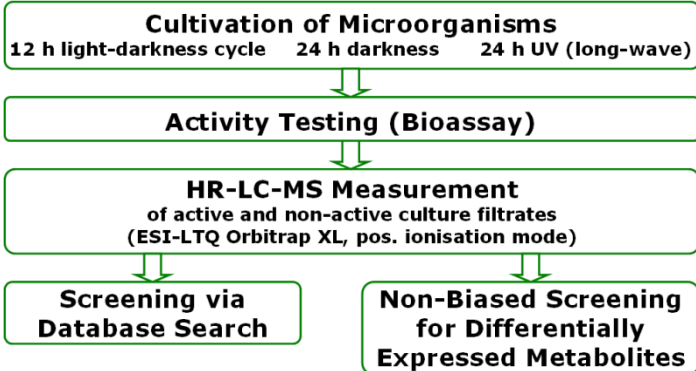 Cultivation of Microorganisms
12 h light-darkness cycle 24 h darkness 24 h UV (long-wave)
Activity Testing (Bioassay)
HR-LC-MS Measurement
of active and non-active culture filtrates
(ESI-LTQ Orbitrap XL, pos. ionisation mode)
Screening via
Database Search
Non-Biased Screening
for Differentially
Expressed Metabolites